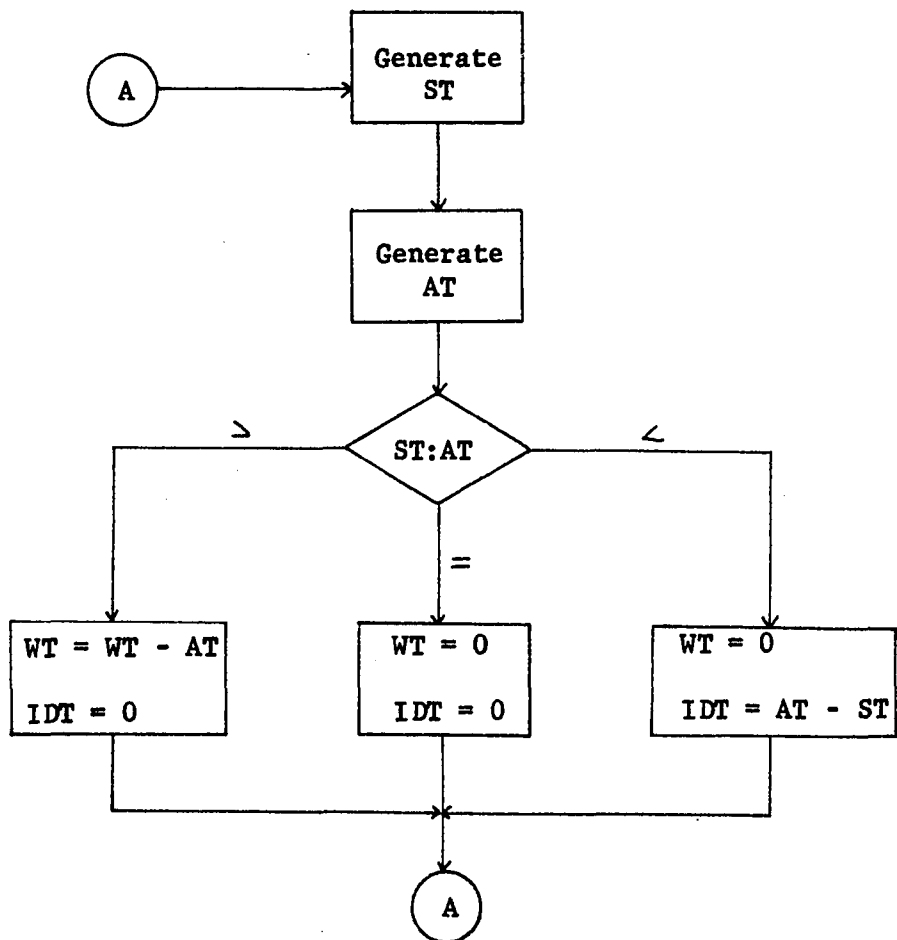 Generate
ST
A
Generate
AT
>
ST:AT
<
=
WT = WT - AT
IDT = 0
WT = 0
IDT = 0
WT = 0
IDT = AT - ST
A